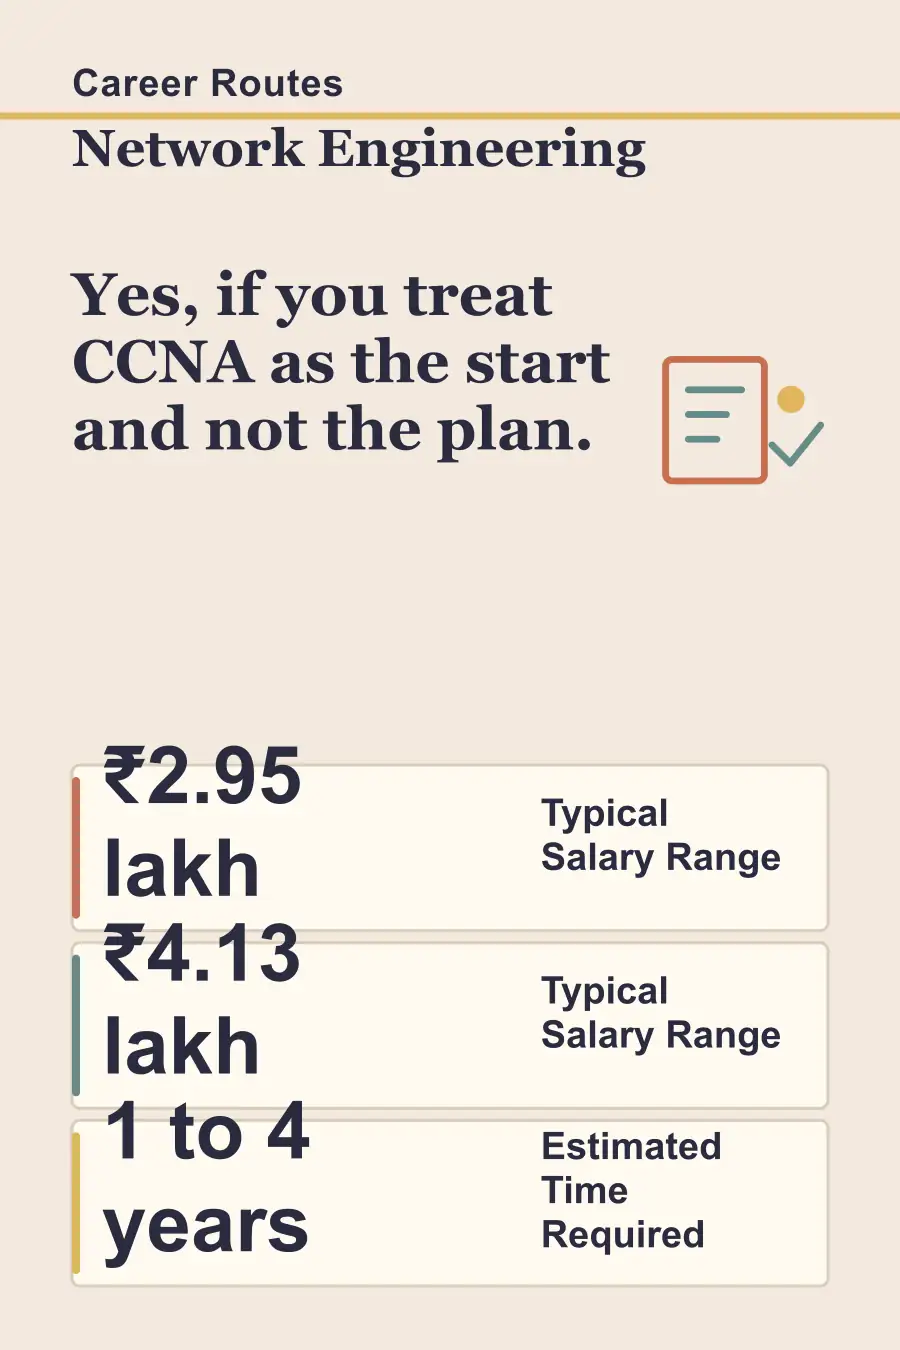 Career Routes
Network Engineering
Yes, if you treat
CCNA as the start
and not the plan.
₹2.95
lakh
Typical
Salary Range
₹4.13
lakh
Typical
Salary Range
1 to 4
years
Estimated
Time
Required